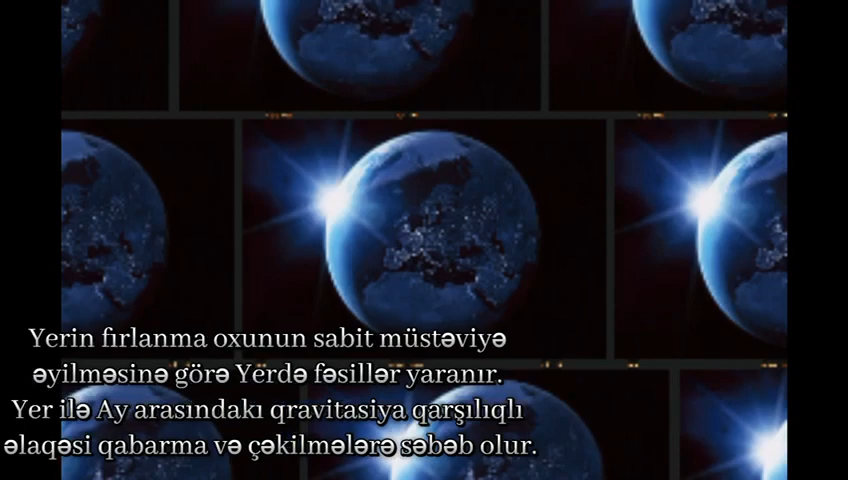 Yerin fırlanma oxunun sabit müstəviyə
əyilməsinə görə Yerdə fəsillər yaranır.
Yer ilə Ay arasındakı qravitasiya qarşılıqlı
əlaqəsi qabarma və çəkilmələrə səbəb olur.